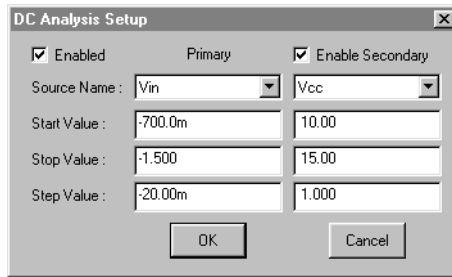 DC Analysis Setup
Enabled Primary Enable Secondary
Source Name : Vin Vcc
Start Value : -700.0m 10.00
Stop Value : -1.500 15.00
Step Value : -20.00m 1.000
OK Cancel